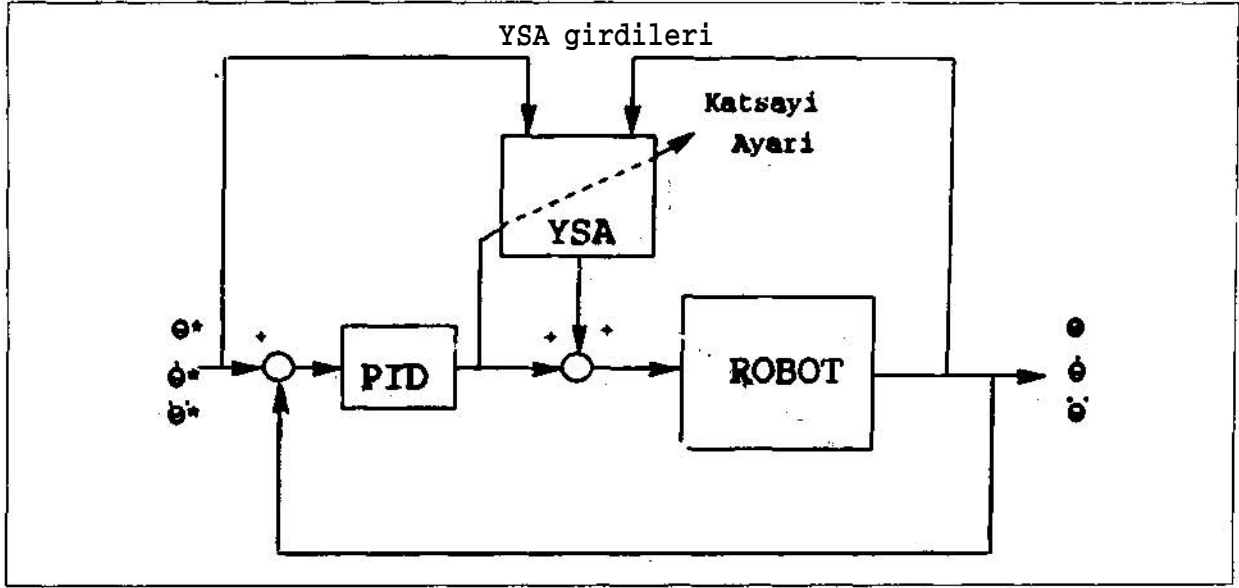 YSA girdileri
Katsayi
Ayari
YSA
Θ*
Θ̇*
Θ̈*
+
PID
+
+
ROBOT
Θ
Θ̇
Θ̈